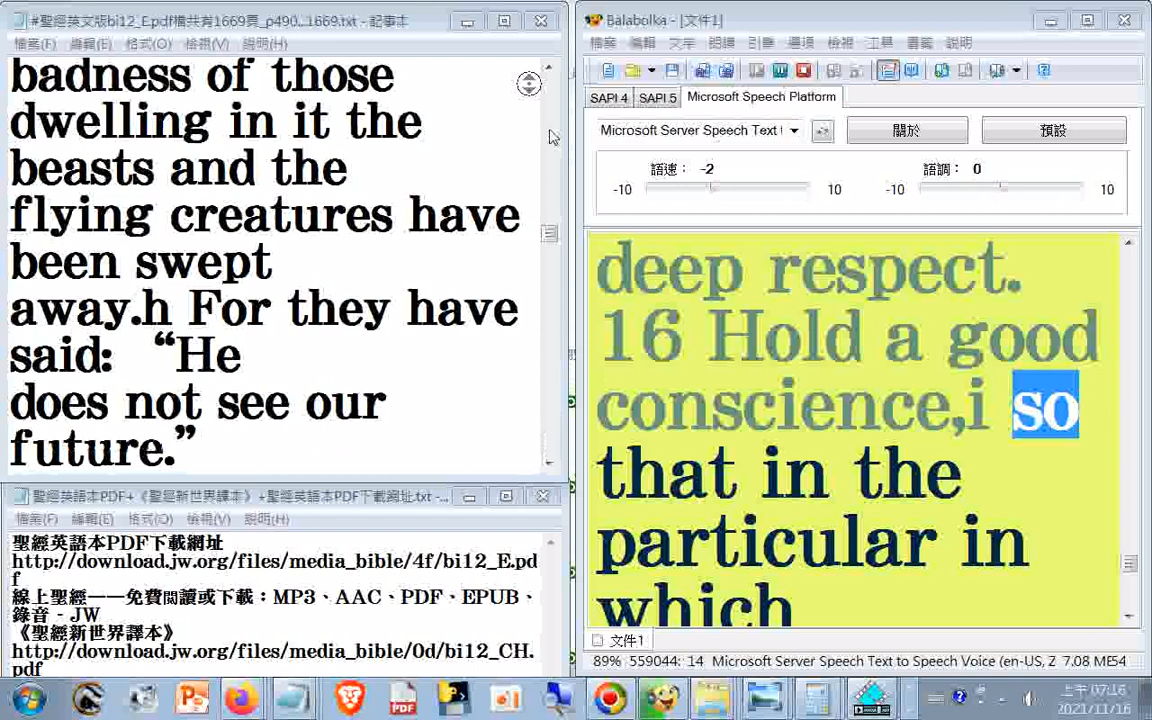 #聖經英文版bi12_E.pdf檔共有1669頁_p490...1669.txt - 記事本
檔案(F) 編輯(E) 格式(O) 檢視(V) 說明(H)
badness of those
dwelling in it the
beasts and the
flying creatures have
been swept
away.h For they have
said: “He
does not see our
future.”
聖經英語本PDF+《聖經新世界譯本》+聖經英語本PDF下載網址.txt -...
檔案(F) 編輯(E) 格式(O) 檢視(V) 說明(H)
聖經英語本PDF下載網址
http://download.jw.org/files/media_bible/4f/bi12_E.pd
f
線上聖經——免費閱讀或下載：MP3、AAC、PDF、EPUB、
錄音 - JW
《聖經新世界譯本》
http://download.jw.org/files/media_bible/0d/bi12_CH.
pdf
Balabolka - [文件1]
檔案 編輯 文字 朗讀 引擎 選項 檢視 工具 書籤 說明
SAPI 4 SAPI 5 Microsoft Speech Platform
Microsoft Server Speech Text 關於 預設
語速： -2 語調： 0
-10 10 -10 10
deep respect.
16 Hold a good
conscience,i so
that in the
particular in
which
文件1
89% 559044: 14 Microsoft Server Speech Text to Speech Voice (en-US, Z 7.08 ME54
上午 07:16
2021/11/16